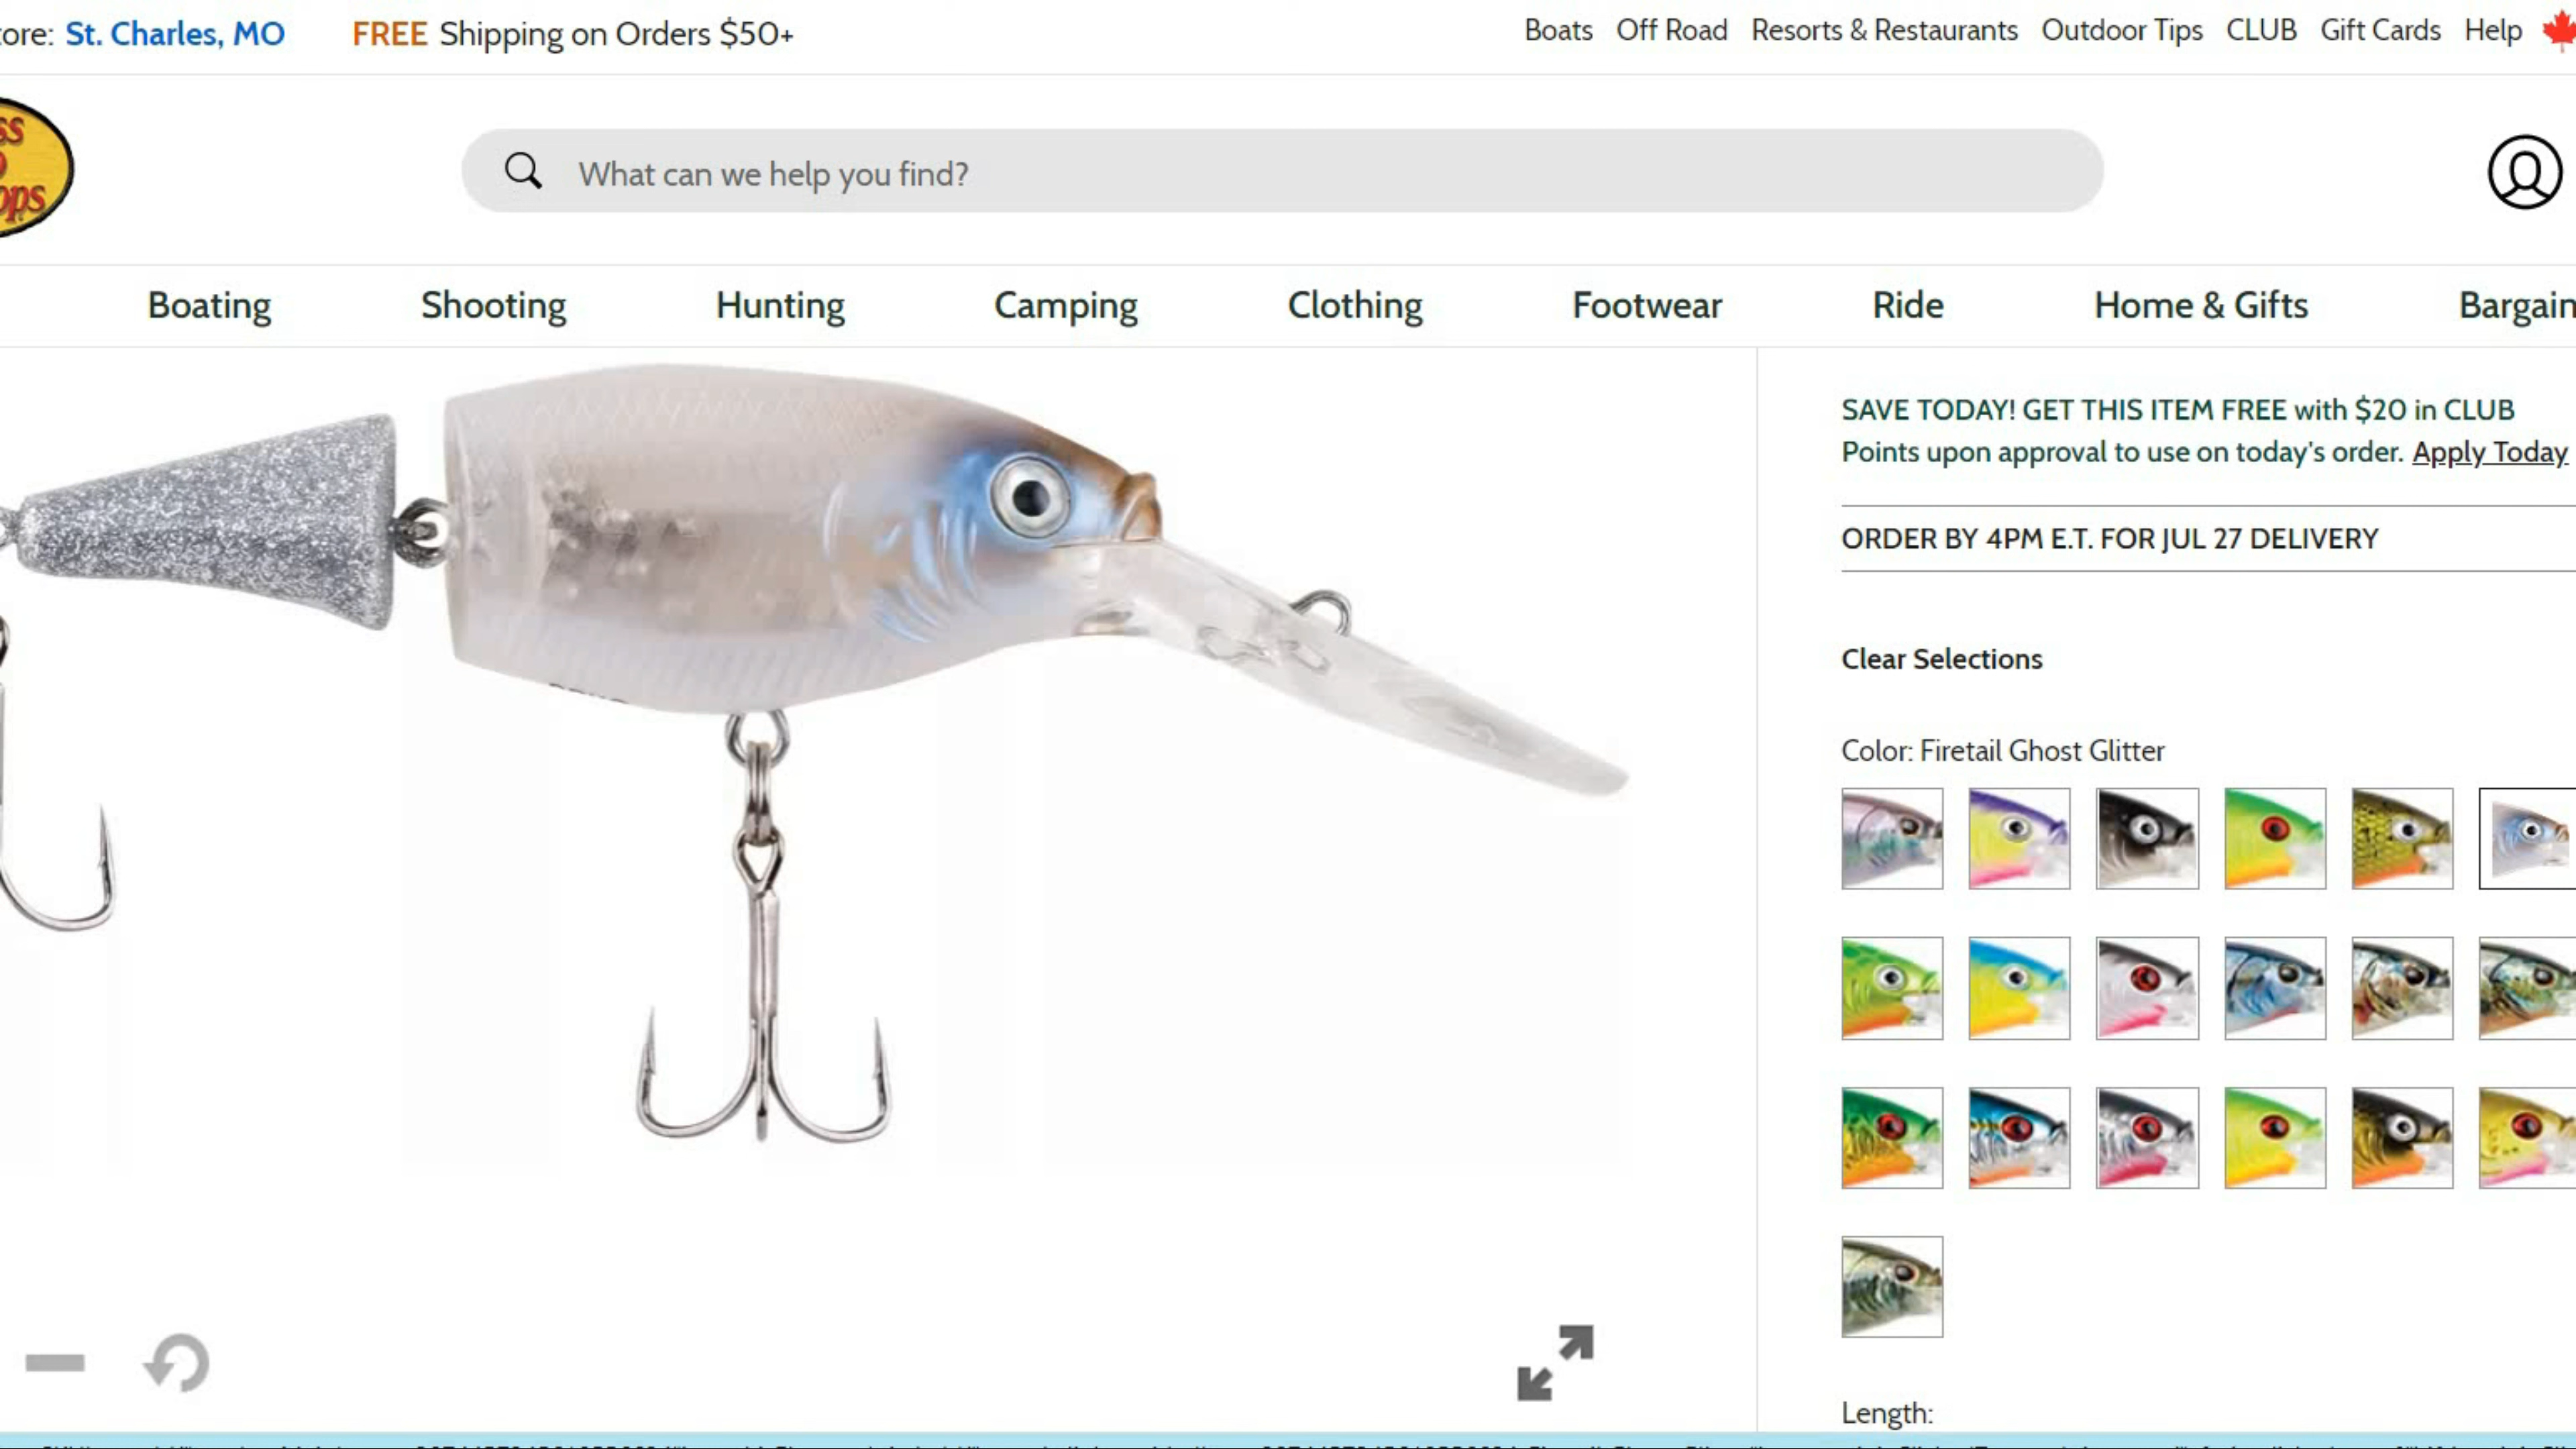 ore: St. Charles, MO
FREE Shipping on Orders $50+
Boats Off Road Resorts & Restaurants Outdoor Tips CLUB Gift Cards Help
ss
ops
What can we help you find?
Boating Shooting Hunting Camping Clothing Footwear Ride Home & Gifts Bargain
SAVE TODAY! GET THIS ITEM FREE with $20 in CLUB
Points upon approval to use on today's order. Apply Today
ORDER BY 4PM E.T. FOR JUL 27 DELIVERY
Clear Selections
Color: Firetail Ghost Glitter
Length: